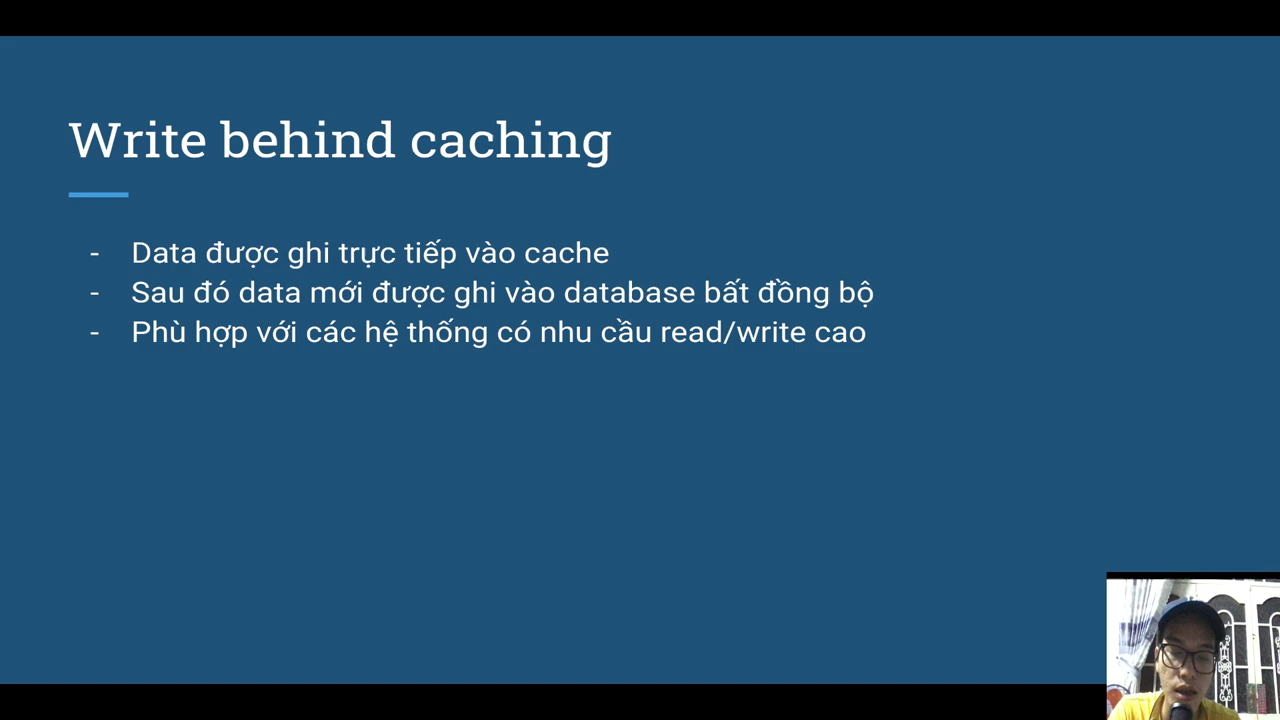 Write behind caching
- Data được ghi trực tiếp vào cache
- Sau đó data mới được ghi vào database bất đồng bộ
- Phù hợp với các hệ thống có nhu cầu read/write cao